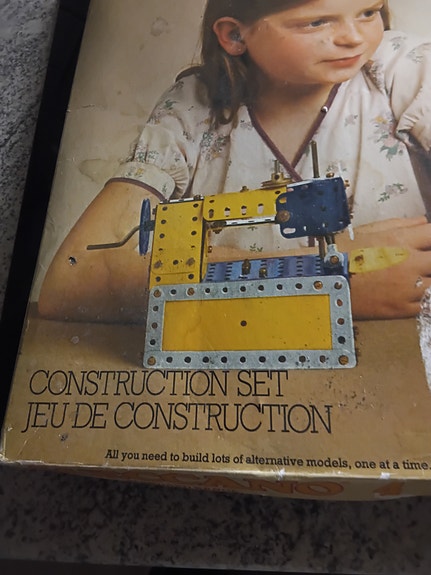 CONSTRUCTION SET
JEU DE CONSTRUCTION
All you need to build lots of alternative models, one at a time.